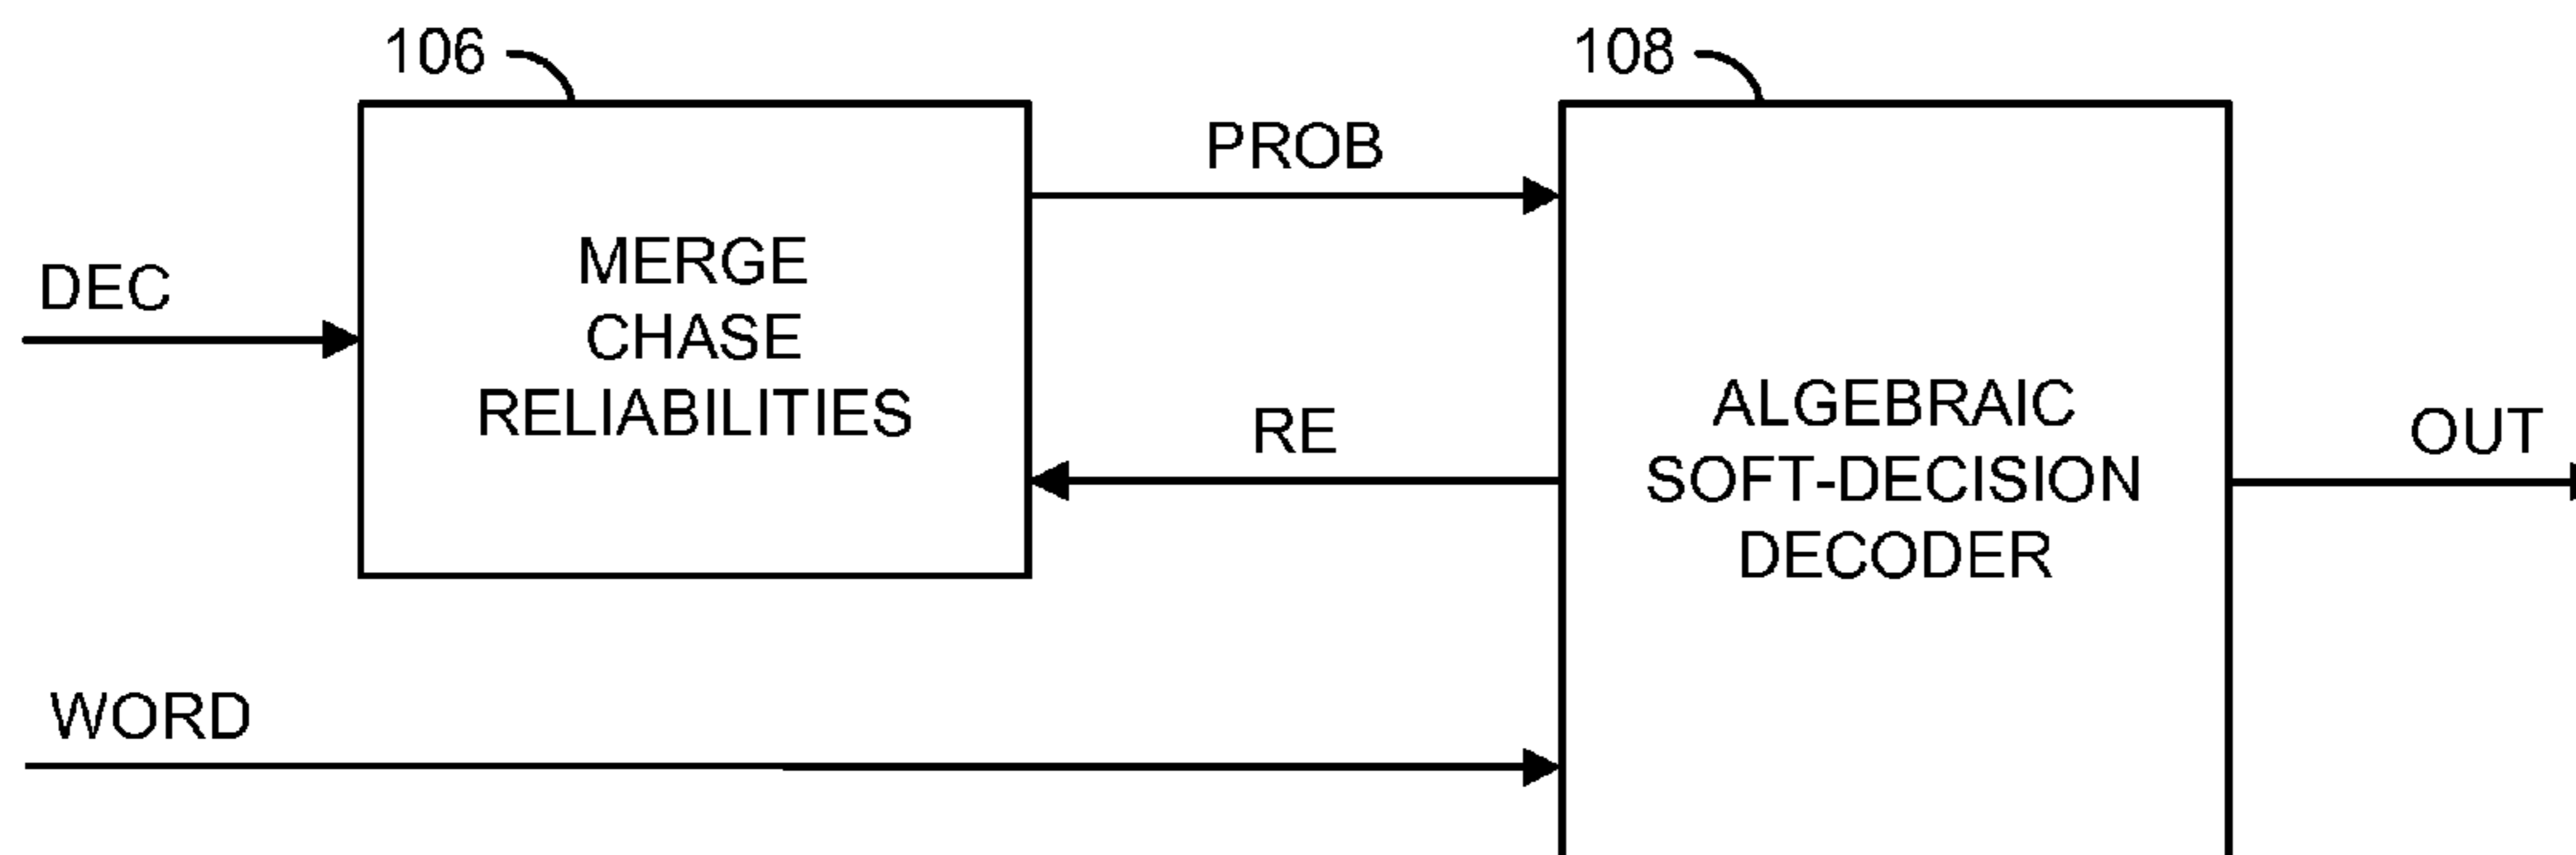 106
108
PROB
MERGE
CHASE
RELIABILITIES
DEC
RE
ALGEBRAIC
SOFT-DECISION
DECODER
OUT
WORD